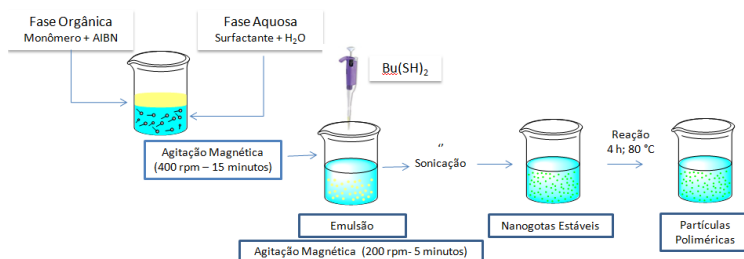 Fase Orgânica
Monômero + AIBN
Fase Aquosa
Surfactante + H₂O
Bu(SH)₂
Agitação Magnética
(400 rpm – 15 minutos)
‘’
Sonicação
Reação
4 h; 80 °C
Emulsão
Nanogotas Estáveis
Partículas
Poliméricas
Agitação Magnética (200 rpm- 5 minutos)